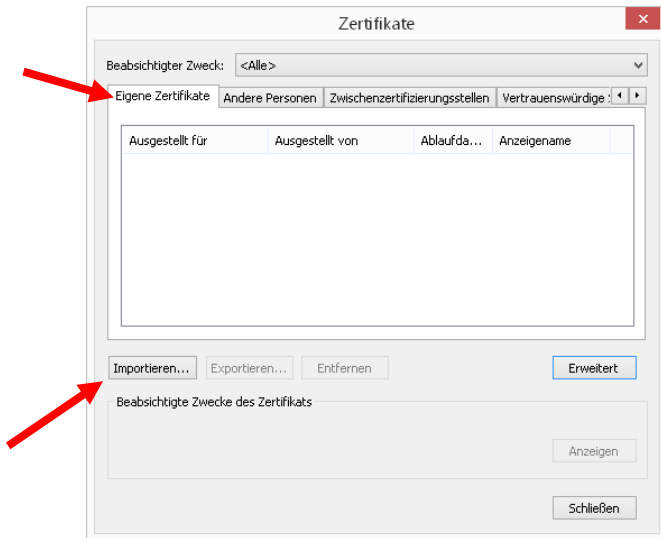 Zertifikate
Beabsichtigter Zweck: <Alle>
Eigene Zertifikate Andere Personen Zwischenzertifizierungsstellen Vertrauenswürdige
Ausgestellt für Ausgestellt von Ablaufda... Anzeigename
Importieren... Exportieren... Entfernen Erweitert
Beabsichtigte Zwecke des Zertifikats
Anzeigen
Schließen